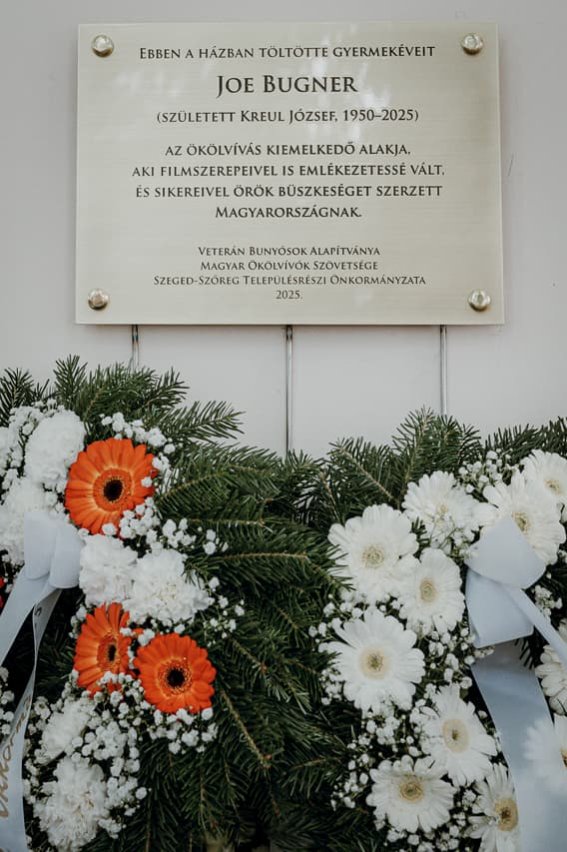 EBBEN A HÁZBAN TÖLTÖTTE GYERMEKÉVEIT
JOE BUGNER
(SZÜLETETT KREUL JÓZSEF, 1950–2025)
AZ ÖKÖLVÍVÁS KIEMELKEDŐ ALAKJA,
AKI FILMSZEREPEIVEL IS EMLÉKEZETESSÉ VÁLT,
ÉS SIKEREIVEL ÖRÖK BÜSZKESÉGET SZERZETT
MAGYARORSZÁGNAK.
VETERÁN BUNYÓSOK ALAPÍTVÁNYA
MAGYAR ÖKÖLVÍVÓK SZÖVETSÉGE
SZEGED-SZŐREG TELEPÜLÉSRÉSZI ÖNKORMÁNYZATA
2025.